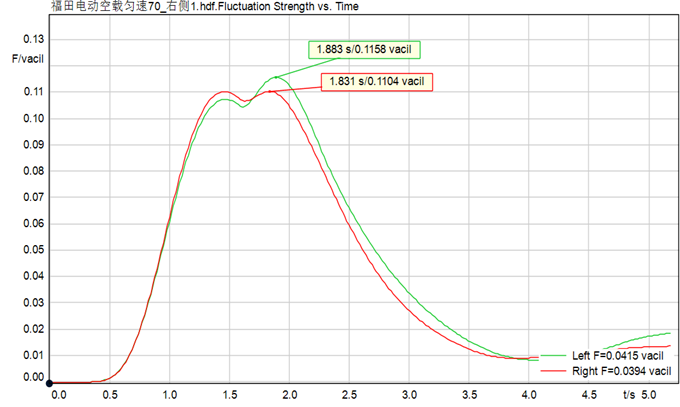 福田电动空载匀速70_右侧1.hdf.Fluctuation Strength vs. Time
0.13
F/vacil
1.883 s/0.1158 vacil
1.831 s/0.1104 vacil
0.11
0.10
0.09
0.08
0.07
0.06
0.05
0.04
0.03
0.02
0.01
0.00
Left F=0.0415 vacil
Right F=0.0394 vacil
0.0 0.5 1.0 1.5 2.0 2.5 3.0 3.5 4.0 4.5 t/s 5.0